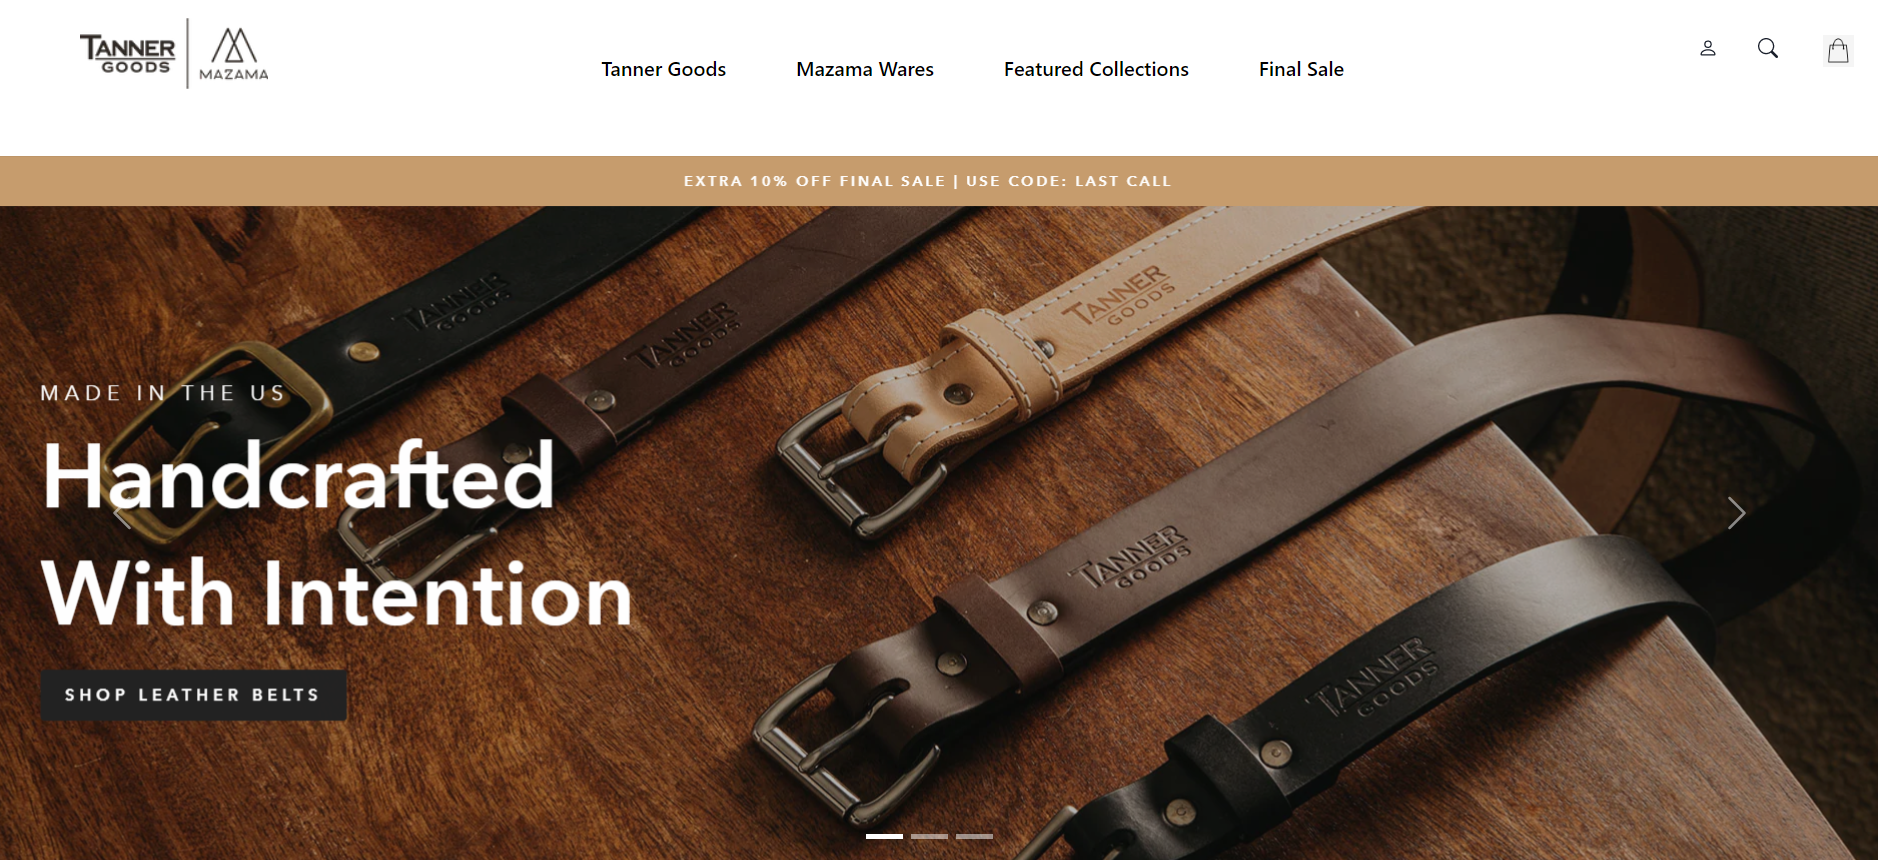 TANNER
GOODS
MAZAMA
Tanner Goods
Mazama Wares
Featured Collections
Final Sale
EXTRA 10% OFF FINAL SALE | USE CODE: LAST CALL
TANNER
GOODS
TANNER
GOODS
TANNER
GOODS
MADE IN THE US
Handcrafted
With Intention
TANNER
GOODS
TANNER
GOODS
SHOP LEATHER BELTS